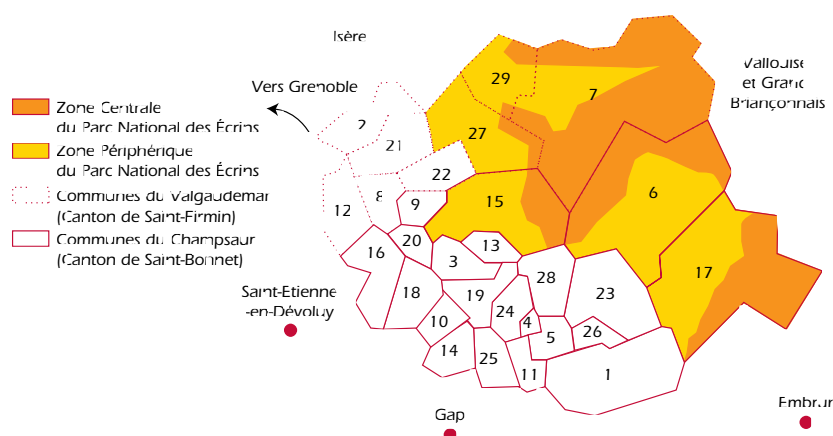 Isère
Vallouise
et Grand
Briançonnais
Vers Grenoble
Zone Centrale
du Parc National des Écrins
Zone Périphérique
du Parc National des Écrins
Communes du Valgaudemar
(Canton de Saint-Firmin)
Communes du Champsaur
(Canton de Saint-Bonnet)
29
7
2
21
27
22
6
8
9
15
12
20
13
16
3
17
28
18
19
23
24
4
10
26
5
14
25
11
1
Saint-Etienne
-en-Dévoluy
Gap
Embrun